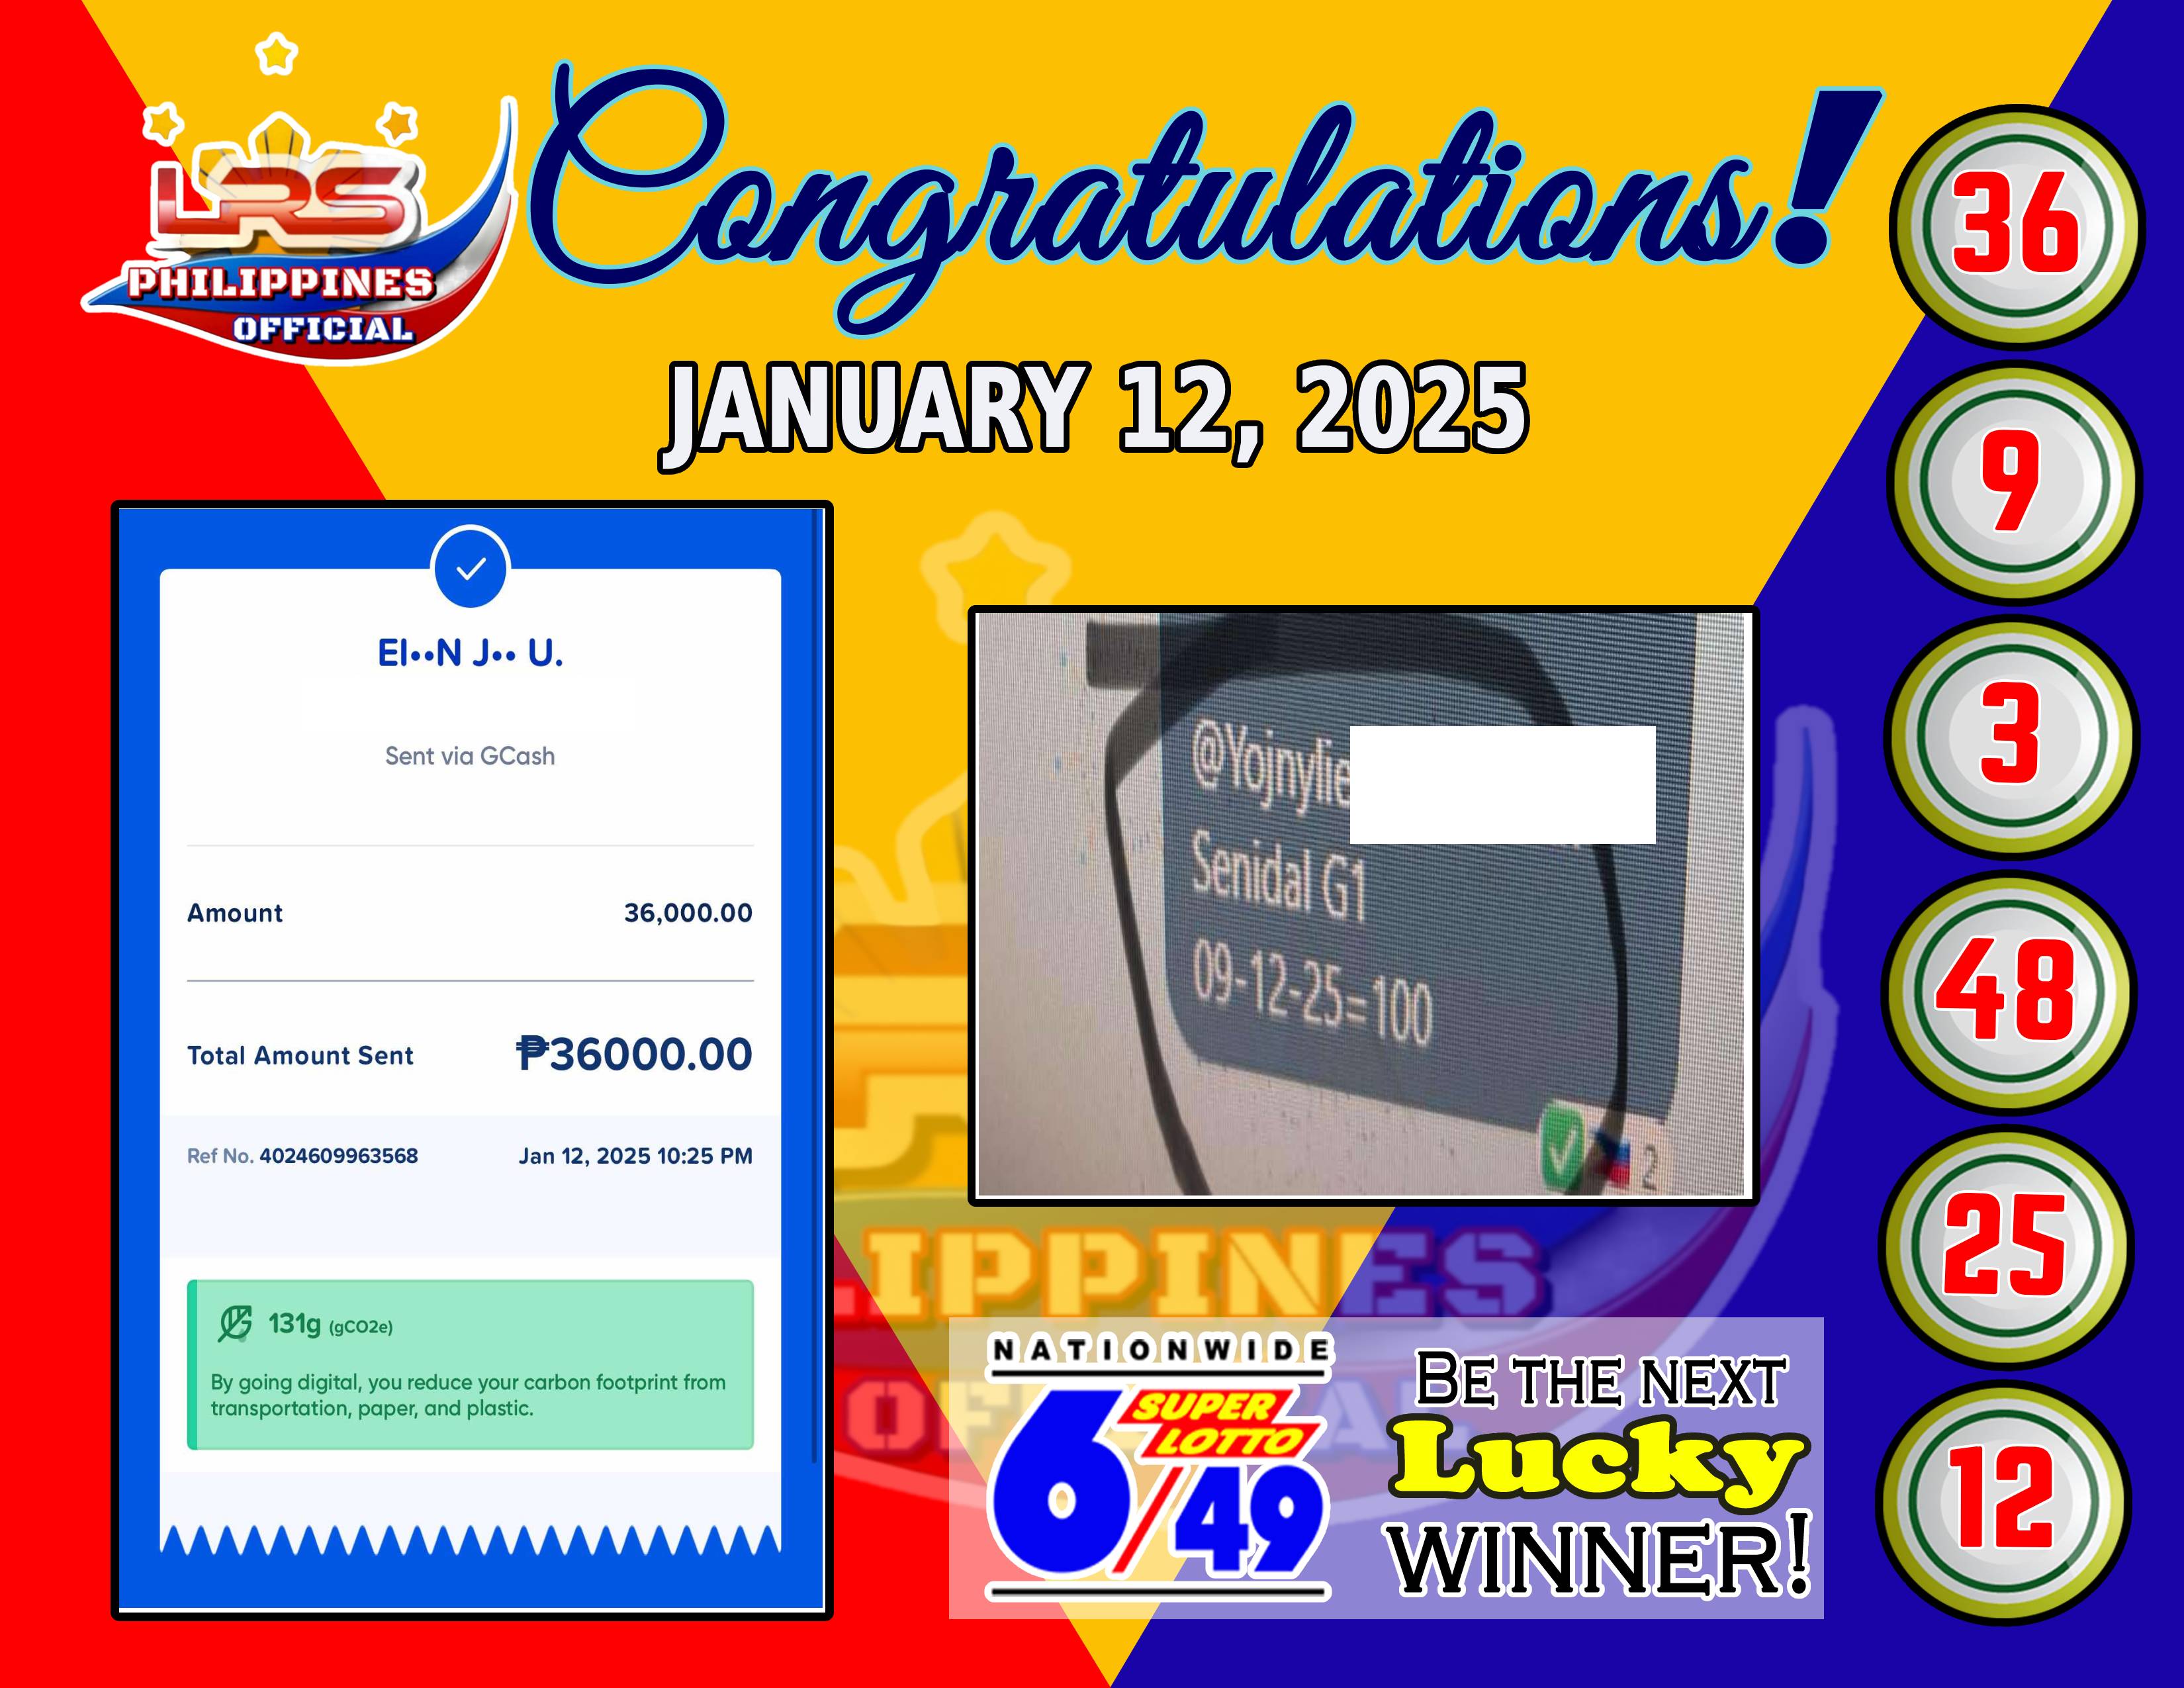 LRS
PHILIPPINES
OFFICIAL
Congratulations!
JANUARY 12, 2025
El••N J•• U.
Sent via GCash
Amount 36,000.00
Total Amount Sent ₱36000.00
Ref No. 4024609963568 Jan 12, 2025 10:25 PM
131g (gCO2e)
By going digital, you reduce your carbon footprint from
transportation, paper, and plastic.
@Yojnylie
Senidal G1
09-12-25=100
2
NATIONWIDE
6/49
SUPER
LOTTO
BE THE NEXT
Lucky
WINNER!
36
9
3
48
25
12